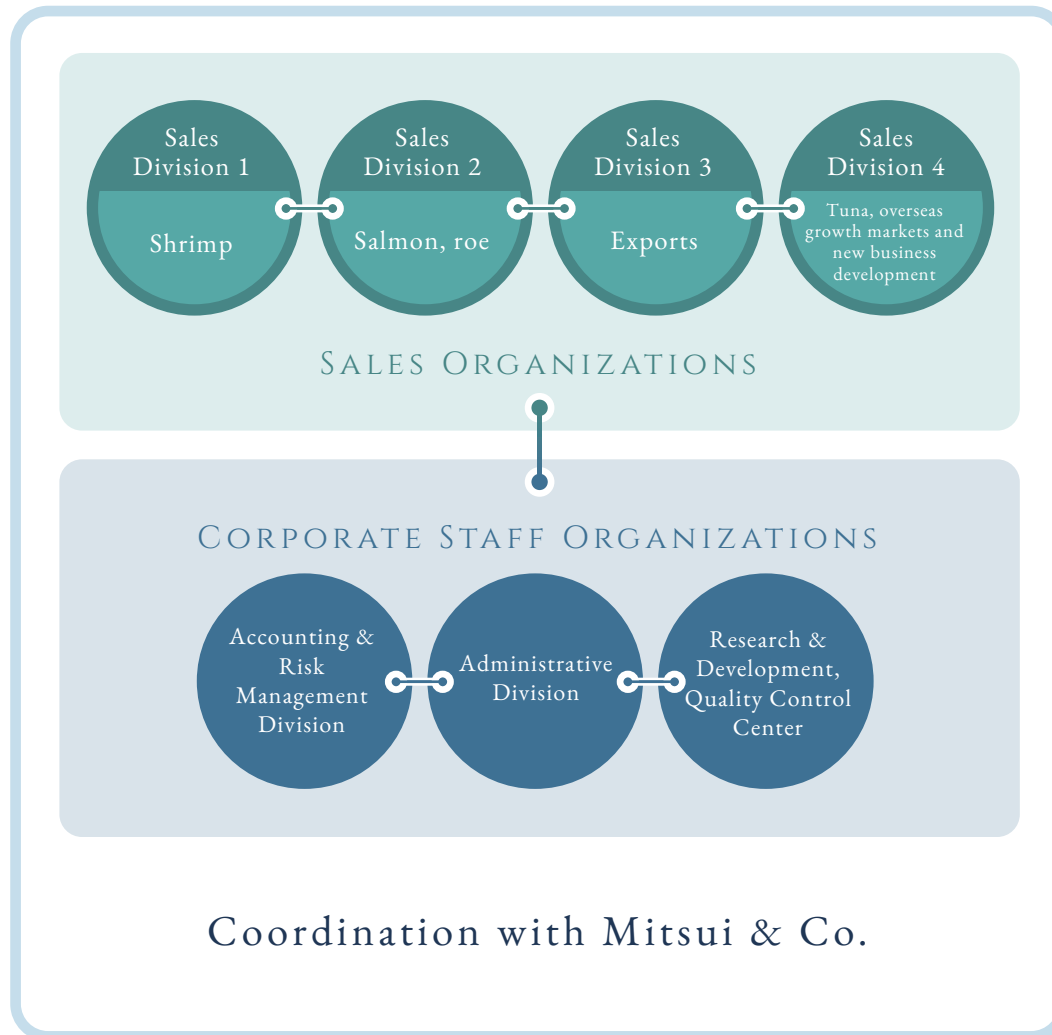 Sales
Division 1
Shrimp
Sales
Division 2
Salmon, roe
Sales
Division 3
Exports
Sales
Division 4
Tuna, overseas
growth markets and
new business
development
Sales Organizations
Corporate Staff Organizations
Accounting &
Risk
Management
Division
Administrative
Division
Research &
Development,
Quality Control
Center
Coordination with Mitsui & Co.